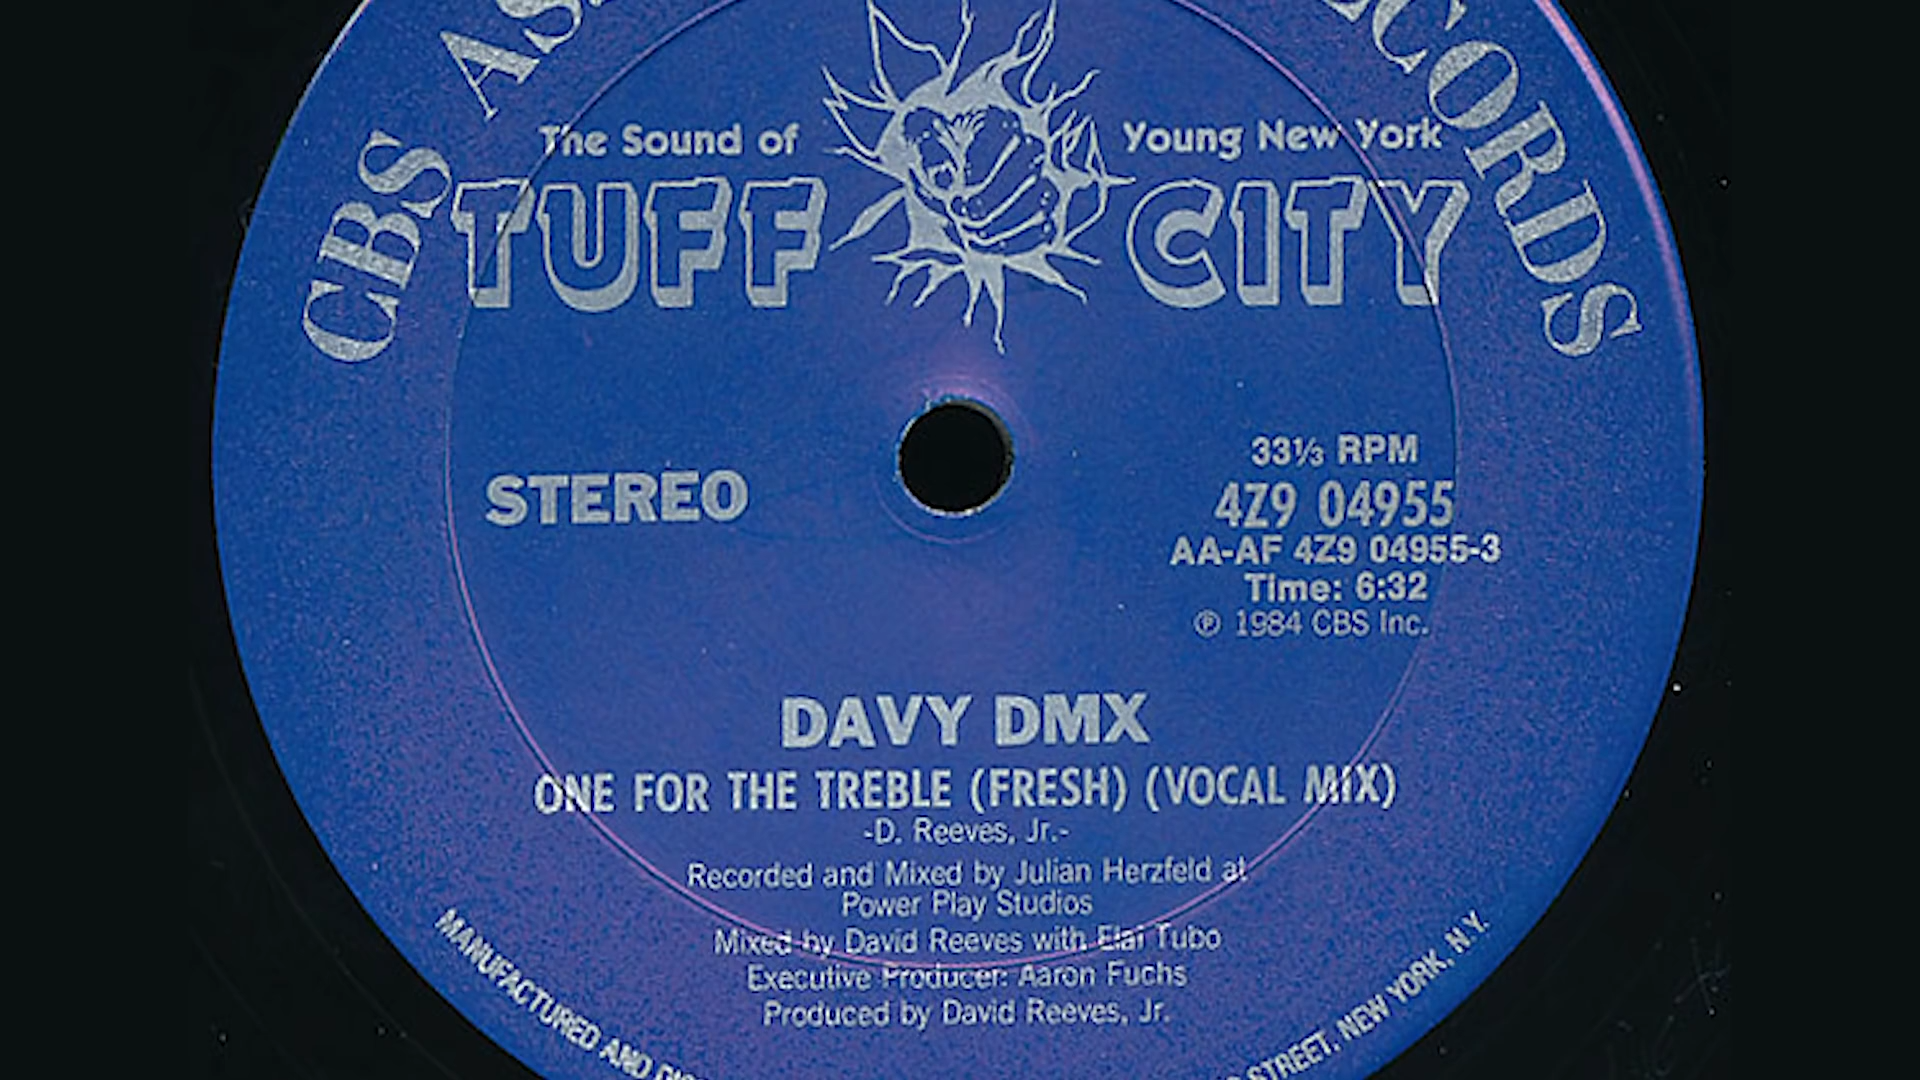 CBS
RECORDS
The Sound of Young New York
TUFF CITY
STEREO
33⅓ RPM
4Z9 04955
AA-AF 4Z9 04955-3
Time: 6:32
℗ 1984 CBS Inc.
DAVY DMX
ONE FOR THE TREBLE (FRESH) (VOCAL MIX)
-D. Reeves, Jr.-
Recorded and Mixed by Julian Herzfeld at
Power Play Studios
Mixed by David Reeves with Elai Tubo
Executive Producer: Aaron Fuchs
Produced by David Reeves, Jr.
MANUFACTURED AND
STREET, NEW YORK, N.Y.